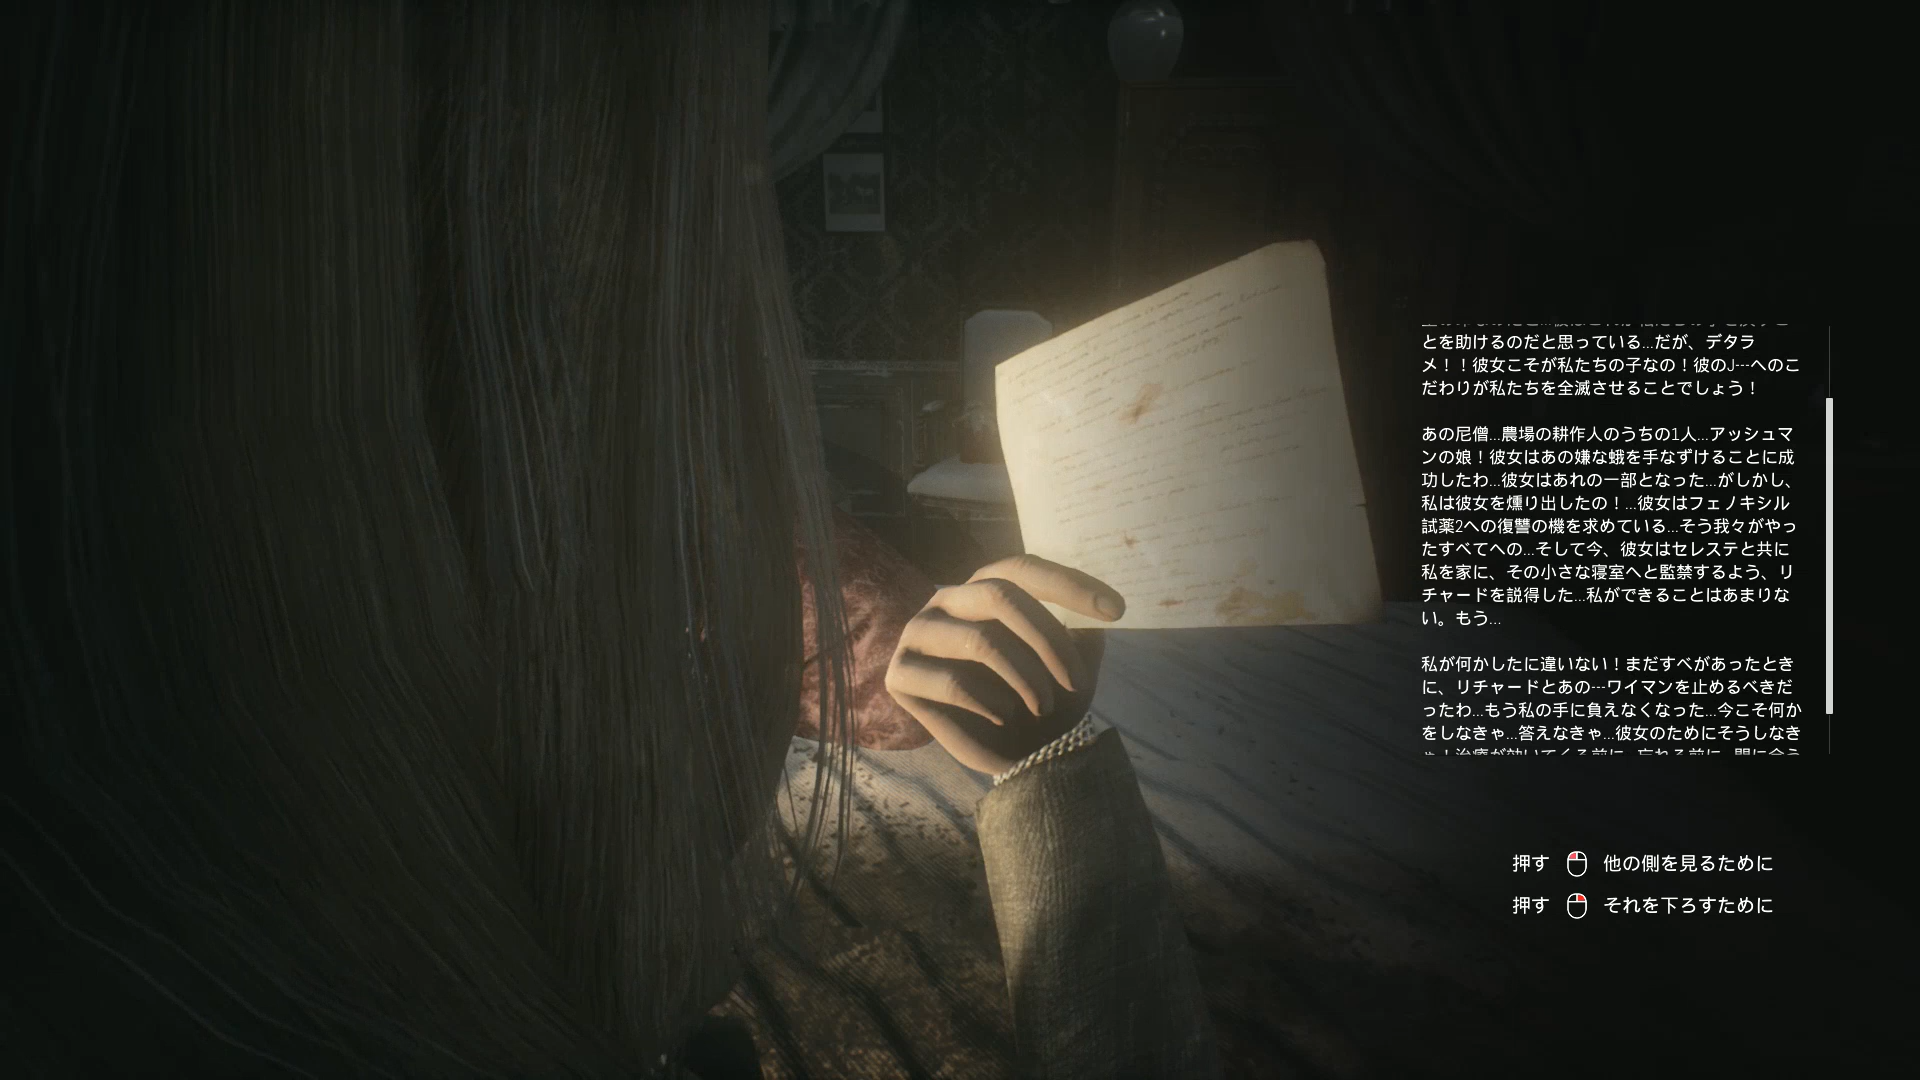 とを助けるのだと思っている...だが、デタラ
メ！！彼女こそが私たちの子なの！彼のJ---へのこ
だわりが私たちを全滅させることでしょう！
あの尼僧...農場の耕作人のうちの1人...アッシュマ
ンの娘！彼女はあの嫌な蛾を手なずけることに成
功したわ...彼女はあれの一部となった...がしかし、
私は彼女を燻り出したの！...彼女はフェノキシル
試薬2への復讐の機を求めている...そう我々がやっ
たすべてへの...そして今、彼女はセレステと共に
私を家に、その小さな寝室へと監禁するよう、リ
チャードを説得した...私ができることはあまりな
い。もう...
私が何かしたに違いない！まだすべがあったとき
に、リチャードとあの---ワイマンを止めるべきだ
ったわ...もう私の手に負えなくなった...今こそ何か
をしなきゃ...答えなきゃ...彼女のためにそうしなき
押す 他の側を見るために
押す それを下ろすために